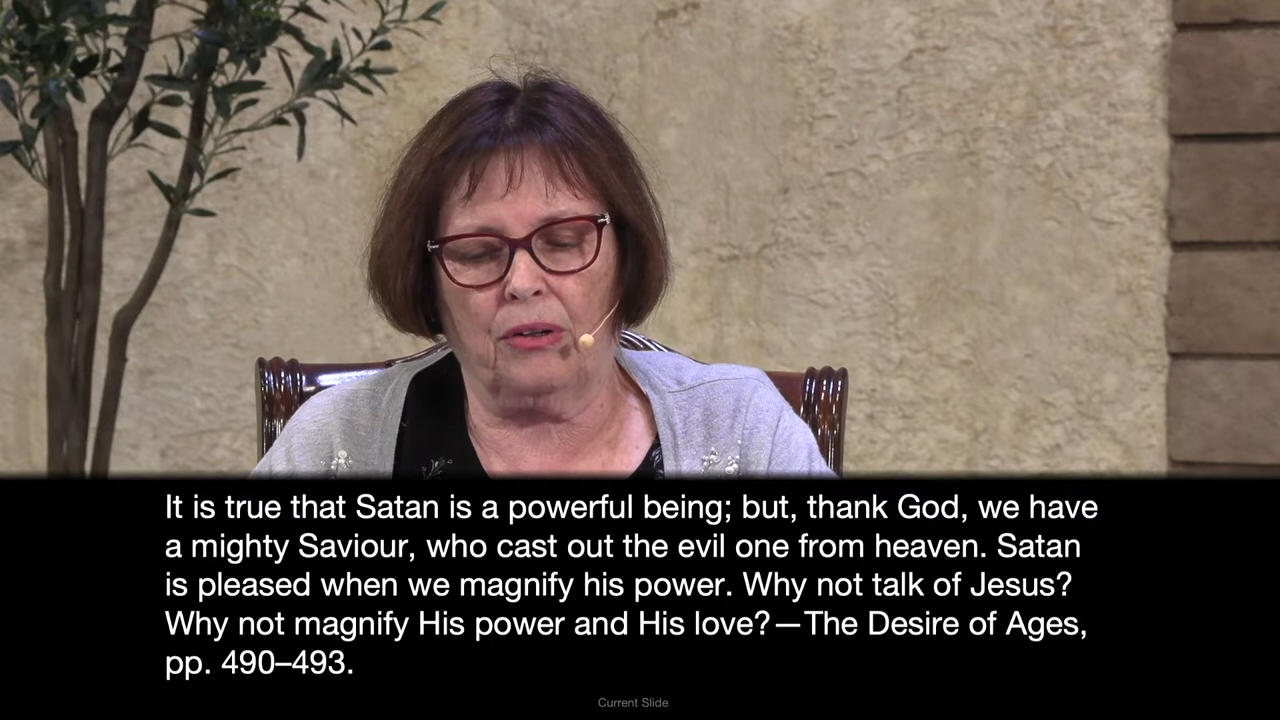 It is true that Satan is a powerful being; but, thank God, we have
a mighty Saviour, who cast out the evil one from heaven. Satan
is pleased when we magnify his power. Why not talk of Jesus?
Why not magnify His power and His love?—The Desire of Ages,
pp. 490–493.
Current Slide